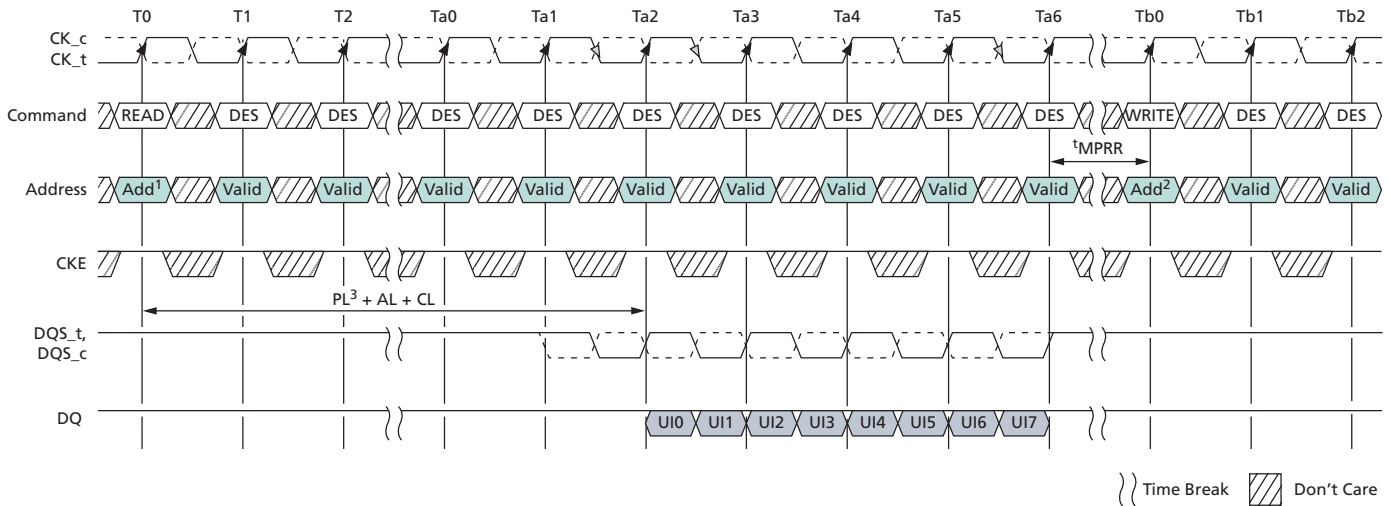 T0 T1 T2 Ta0 Ta1 Ta2 Ta3 Ta4 Ta5 Ta6 Tb0 Tb1 Tb2
CK_c
CK_t
Command READ DES DES DES DES DES DES DES DES DES WRITE DES DES
tMPRR
Address Add1 Valid Valid Valid Valid Valid Valid Valid Valid Valid Add2 Valid Valid
CKE
PL3 + AL + CL
DQS_t,
DQS_c
DQ UI0 UI1 UI2 UI3 UI4 UI5 UI6 UI7
Time Break Don't Care